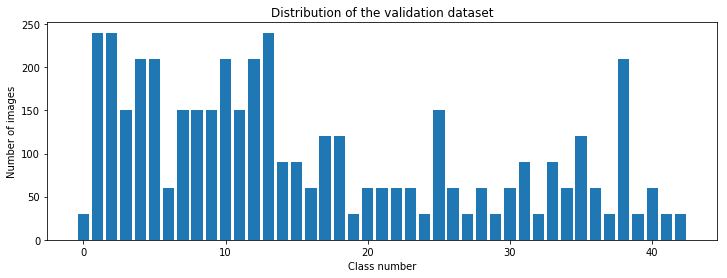 Distribution of the validation dataset
Number of images
250
200
150
100
50
0
0 10 20 30 40
Class number